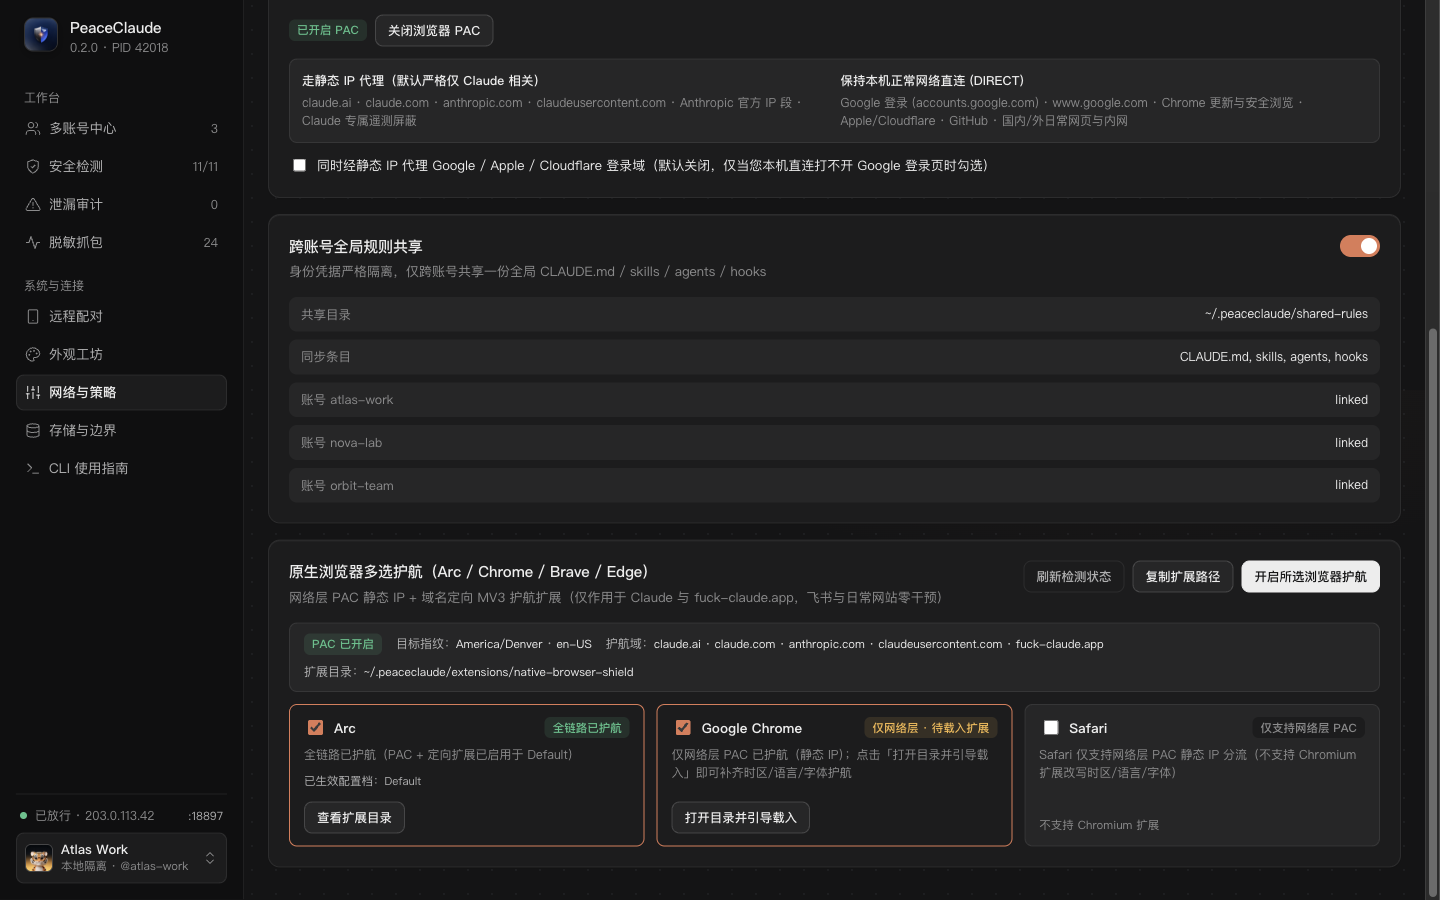 PeaceClaude
0.2.0 · PID 42018
工作台
多账号中心 3
安全检测 11/11
泄漏审计 0
脱敏抓包 24
系统与连接
远程配对
外观工坊
网络与策略
存储与边界
CLI 使用指南
已放行 · 203.0.113.42 :18897
Atlas Work
本地隔离 · @atlas-work
已开启 PAC 关闭浏览器 PAC
走静态 IP 代理（默认严格仅 Claude 相关）
claude.ai · claude.com · anthropic.com · claudeusercontent.com · Anthropic 官方 IP 段 ·
Claude 专属遥测屏蔽
保持本机正常网络直连 (DIRECT)
Google 登录 (accounts.google.com) · www.google.com · Chrome 更新与安全浏览 ·
Apple/Cloudflare · GitHub · 国内/外日常网页与内网
同时经静态 IP 代理 Google / Apple / Cloudflare 登录域（默认关闭，仅当您本机直连打不开 Google 登录页时勾选）
跨账号全局规则共享
身份凭据严格隔离，仅跨账号共享一份全局 CLAUDE.md / skills / agents / hooks
共享目录 ~/.peaceclaude/shared-rules
同步条目 CLAUDE.md, skills, agents, hooks
账号 atlas-work linked
账号 nova-lab linked
账号 orbit-team linked
原生浏览器多选护航（Arc / Chrome / Brave / Edge）
网络层 PAC 静态 IP + 域名定向 MV3 护航扩展（仅作用于 Claude 与 fuck-claude.app，飞书与日常网站零干预）
刷新检测状态 复制扩展路径 开启所选浏览器护航
PAC 已开启 目标指纹：America/Denver · en-US 护航域：claude.ai · claude.com · anthropic.com · claudeusercontent.com · fuck-claude.app
扩展目录：~/.peaceclaude/extensions/native-browser-shield
Arc 全链路已护航
全链路已护航（PAC + 定向扩展已启用于 Default）
已生效配置档：Default
查看扩展目录
Google Chrome 仅网络层 · 待载入扩展
仅网络层 PAC 已护航（静态 IP）；点击「打开目录并引导载
入」即可补齐时区/语言/字体护航
打开目录并引导载入
Safari 仅支持网络层 PAC
Safari 仅支持网络层 PAC 静态 IP 分流（不支持 Chromium
扩展改写时区/语言/字体）
不支持 Chromium 扩展